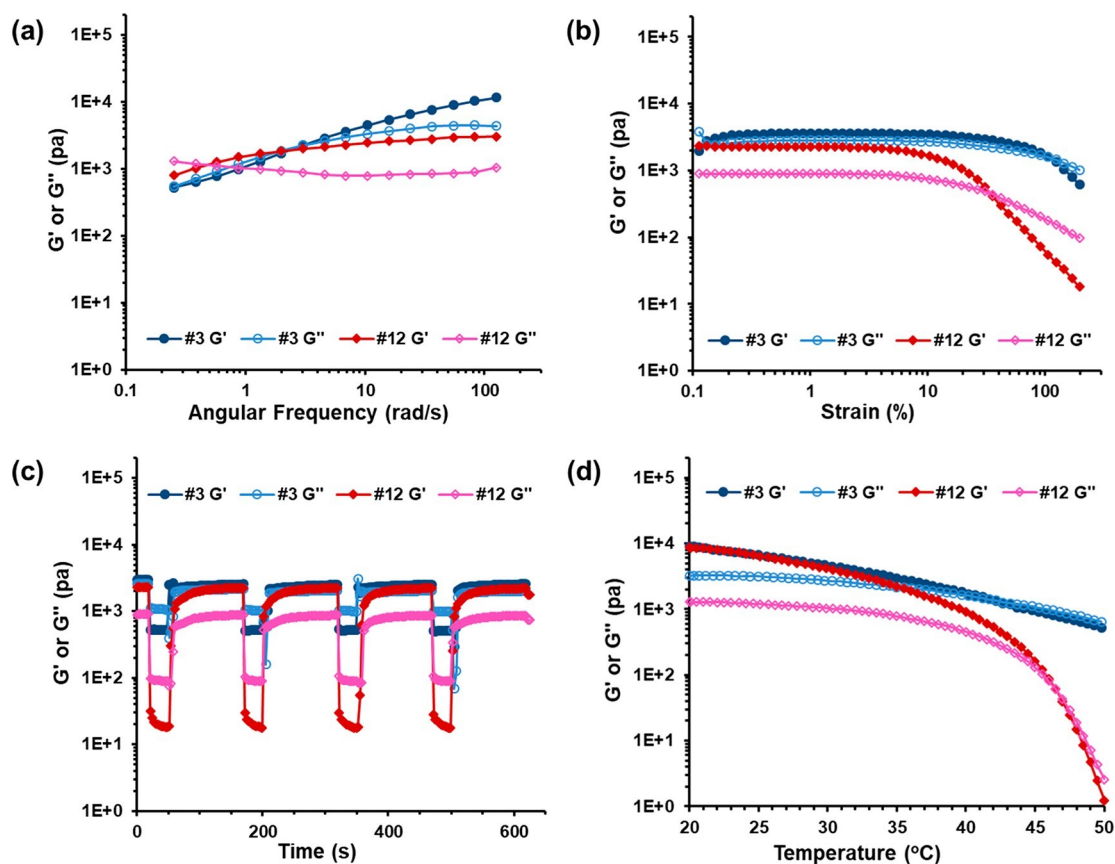 (a)
1E+5
1E+4
1E+3
1E+2
1E+1
1E+0
G' or G" (pa)
#3 G' #3 G" #12 G' #12 G"
0.1 1 10 100
Angular Frequency (rad/s)
(b)
1E+5
1E+4
1E+3
1E+2
1E+1
1E+0
G' or G" (pa)
#3 G' #3 G" #12 G' #12 G"
0.1 1 10 100
Strain (%)
(c)
1E+5
1E+4
1E+3
1E+2
1E+1
1E+0
G' or G" (pa)
#3 G' #3 G" #12 G' #12 G"
0 200 400 600
Time (s)
(d)
1E+5
1E+4
1E+3
1E+2
1E+1
1E+0
G' or G" (pa)
#3 G' #3 G" #12 G' #12 G"
20 25 30 35 40 45 50
Temperature (ºC)